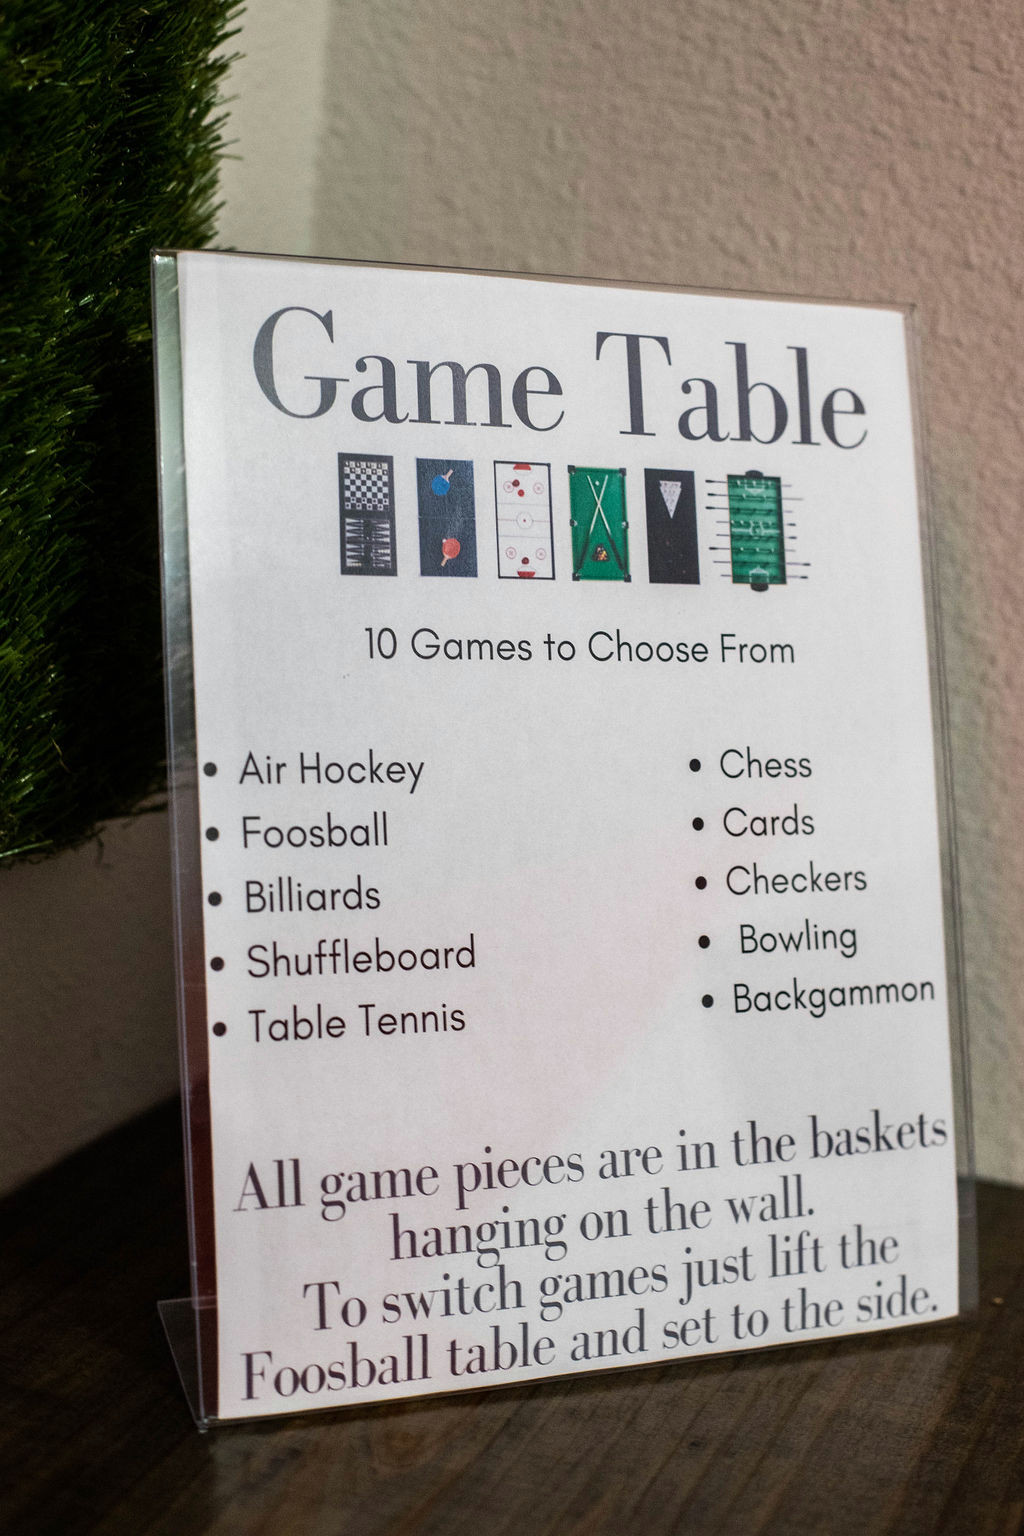 Game Table
10 Games to Choose From
• Air Hockey
• Foosball
• Billiards
• Shuffleboard
• Table Tennis
• Chess
• Cards
• Checkers
• Bowling
• Backgammon
All game pieces are in the baskets
hanging on the wall.
To switch games just lift the
Foosball table and set to the side.